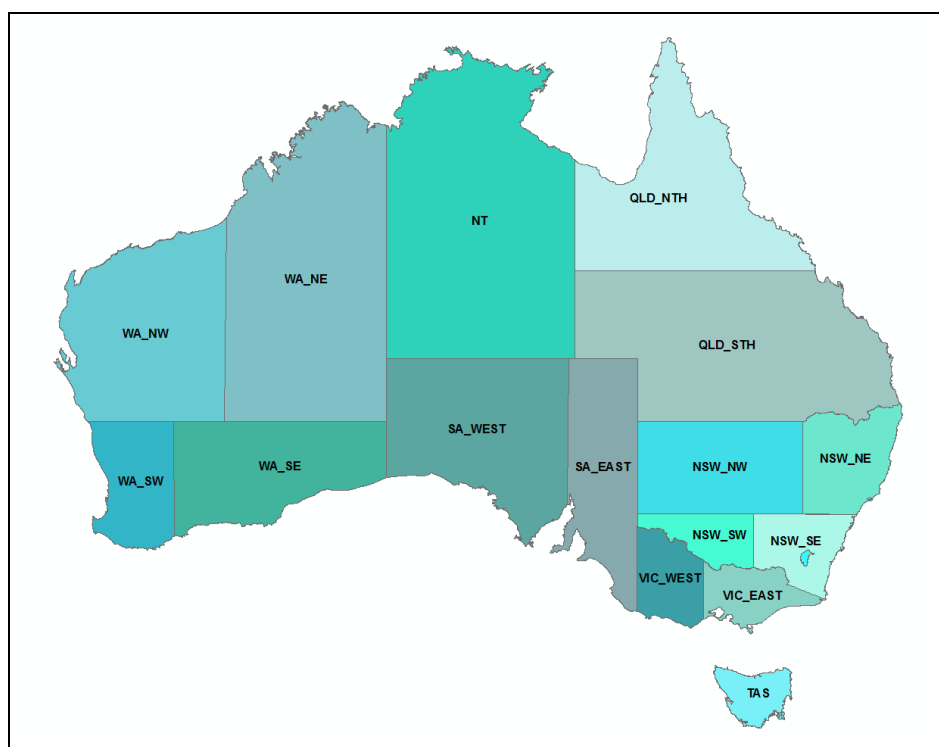 QLD_NTH
NT
WA_NE
WA_NW
QLD_STH
SA_WEST
NSW_NE
WA_SE
SA_EAST
NSW_NW
WA_SW
NSW_SW
NSW_SE
VIC_WEST
VIC_EAST
TAS